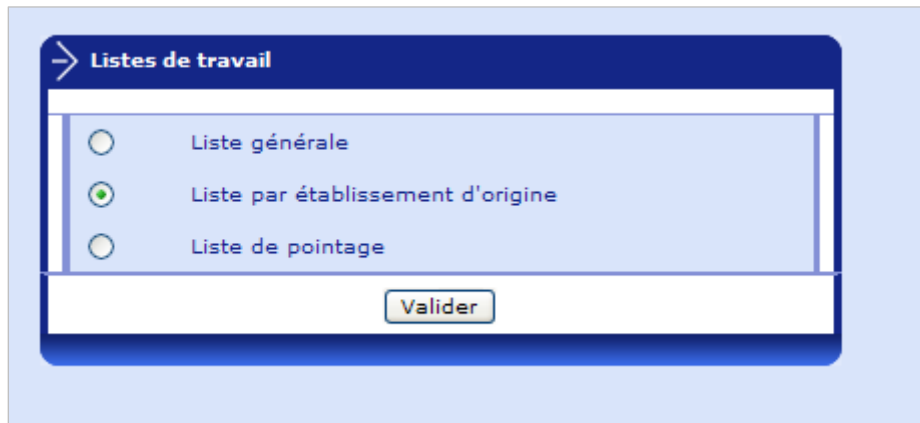 Listes de travail
Liste générale
Liste par établissement d'origine
Liste de pointage
Valider